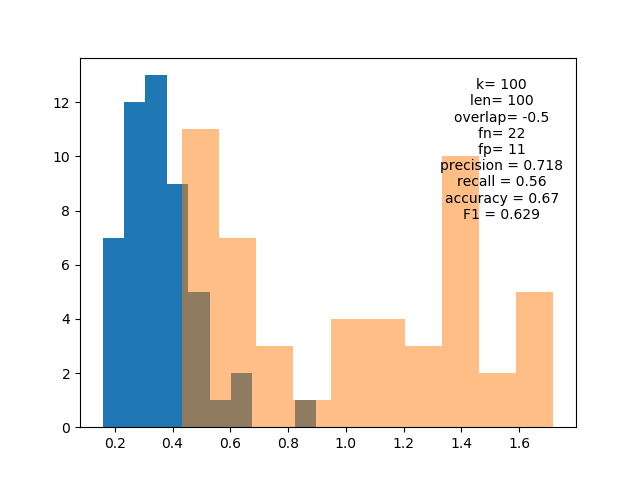 k= 100
len= 100
overlap= -0.5
fn= 22
fp= 11
precision = 0.718
recall = 0.56
accuracy = 0.67
F1 = 0.629
12
10
8
6
4
2
0
0.2 0.4 0.6 0.8 1.0 1.2 1.4 1.6